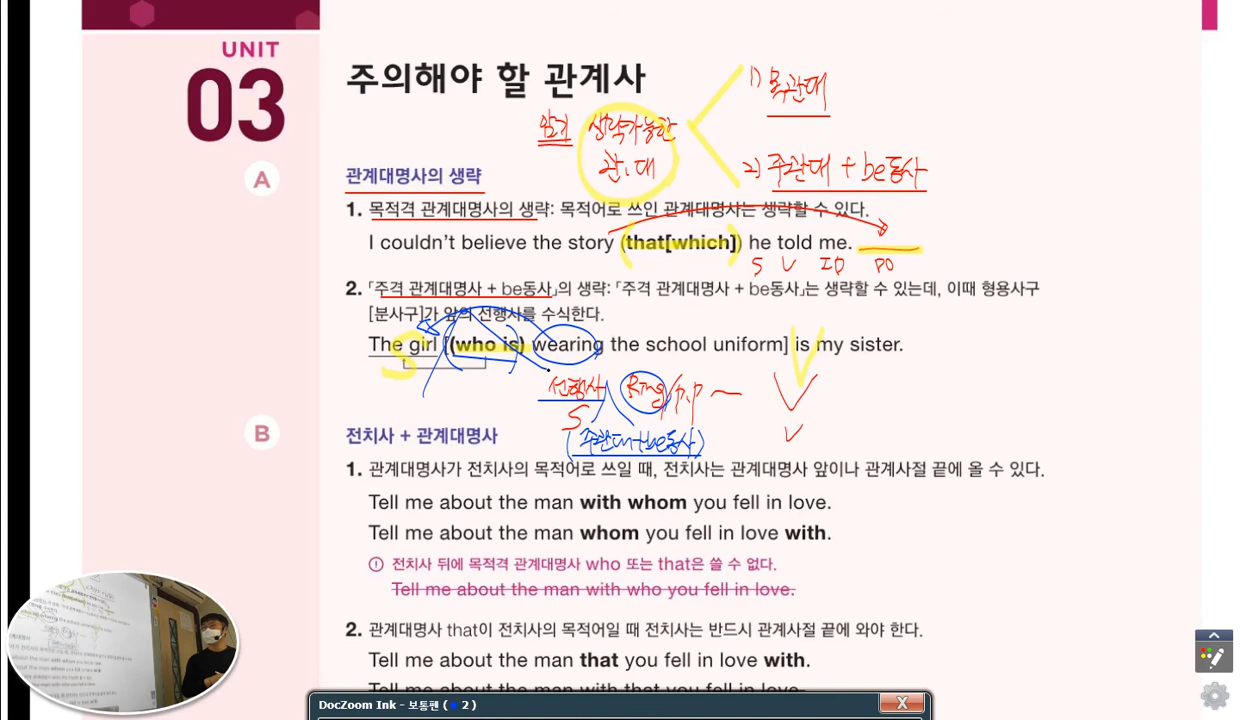 UNIT
03
주의해야 할 관계사
1) 목관대
암기 생략가능한
관.대
2) 주관대 + be동사
A
관계대명사의 생략
1. 목적격 관계대명사의 생략: 목적어로 쓰인 관계대명사는 생략할 수 있다.
I couldn't believe the story (that[which]) he told me.
S V IO DO
2. 「주격 관계대명사 + be동사」의 생략: 「주격 관계대명사 + be동사」는 생략할 수 있는데, 이때 형용사구
[분사구]가 앞의 선행사를 수식한다.
The girl [(who is) wearing the school uniform] is my sister.
S V
선행사 R-ing/p.p ~
S V
(주관대+be동사)
B
전치사 + 관계대명사
1. 관계대명사가 전치사의 목적어로 쓰일 때, 전치사는 관계대명사 앞이나 관계사절 끝에 올 수 있다.
Tell me about the man with whom you fell in love.
Tell me about the man whom you fell in love with.
! 전치사 뒤에 목적격 관계대명사 who 또는 that은 쓸 수 없다.
Tell me about the man with who you fell in love.
2. 관계대명사 that이 전치사의 목적어일 때 전치사는 반드시 관계사절 끝에 와야 한다.
Tell me about the man that you fell in love with.
Tell me about the man with that you fell in love.
DocZoom Ink - 보통펜 ( 2 )
X